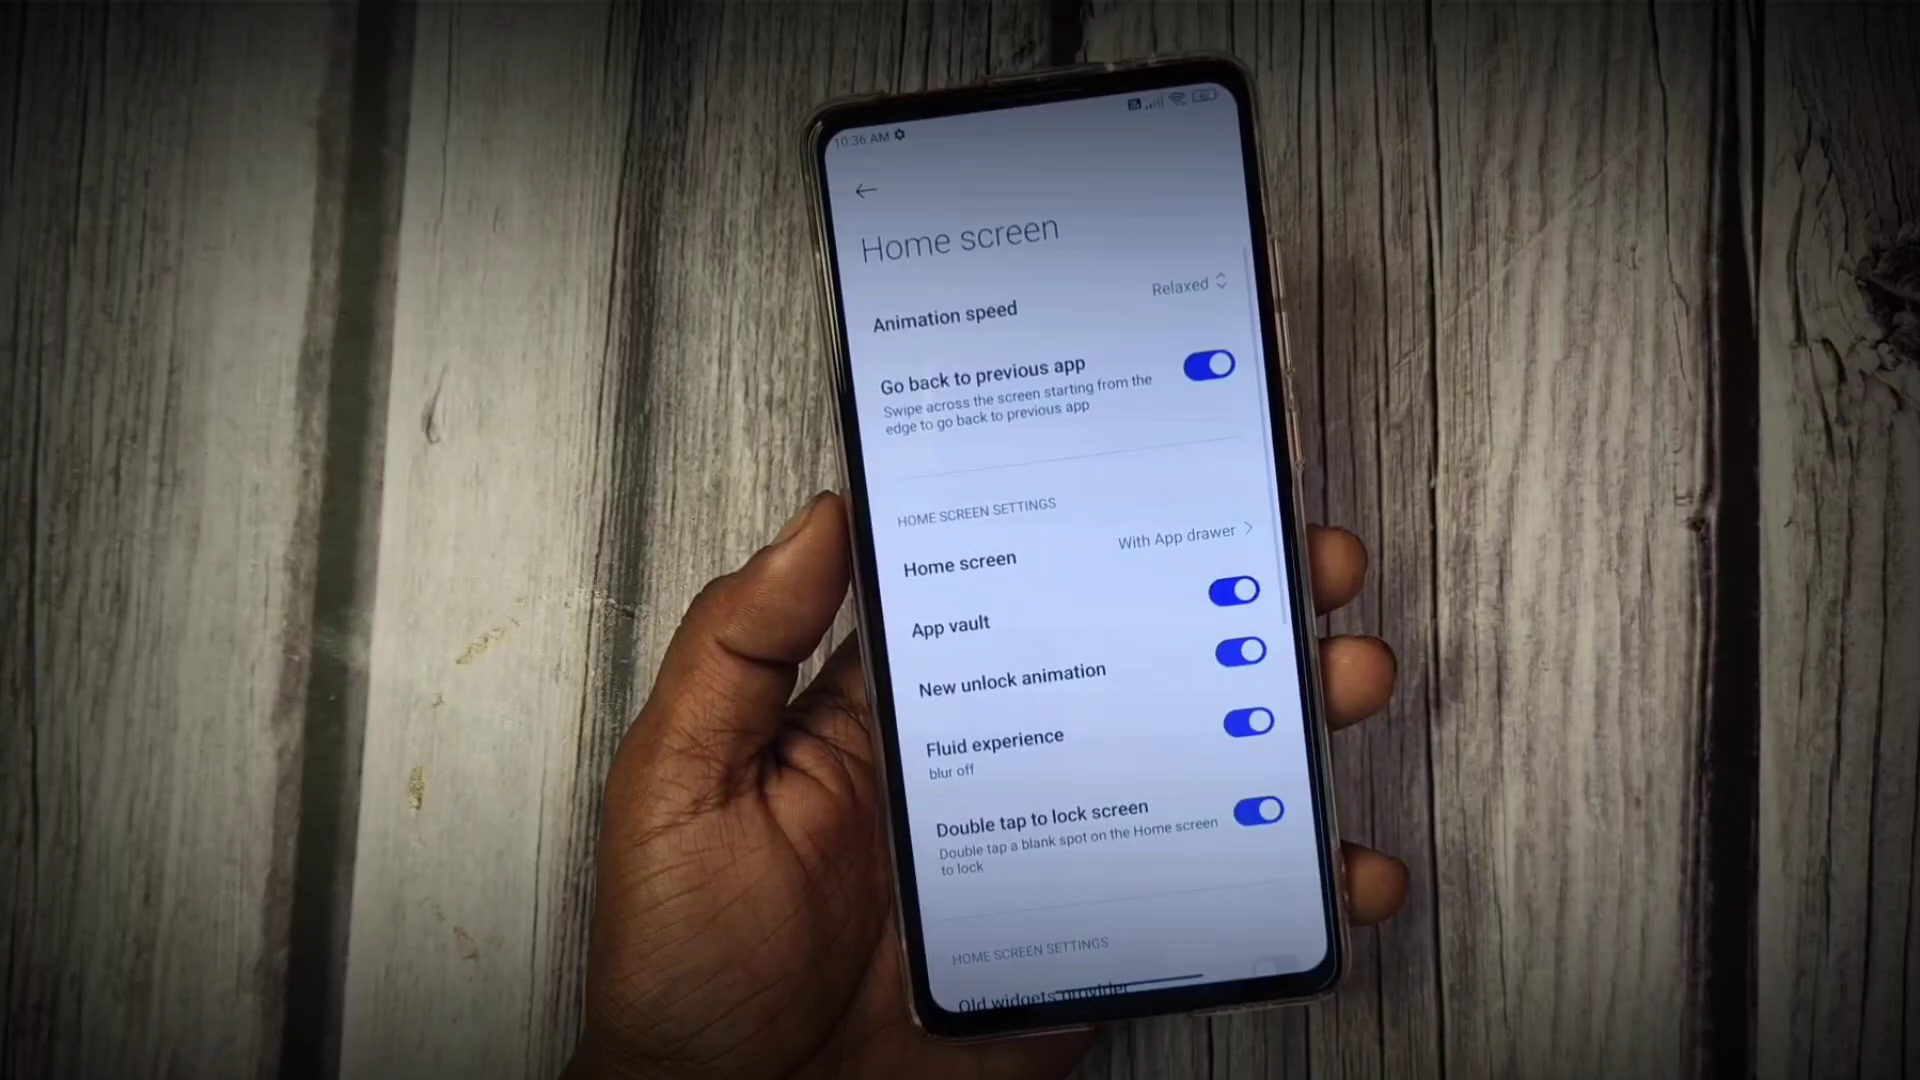 10:36 AM
Home screen
Animation speed
Relaxed
Go back to previous app
Swipe across the screen starting from the
edge to go back to previous app
HOME SCREEN SETTINGS
Home screen
With App drawer
App vault
New unlock animation
Fluid experience
blur off
Double tap to lock screen
Double tap a blank spot on the Home screen
to lock
HOME SCREEN SETTINGS
Old widgets provider